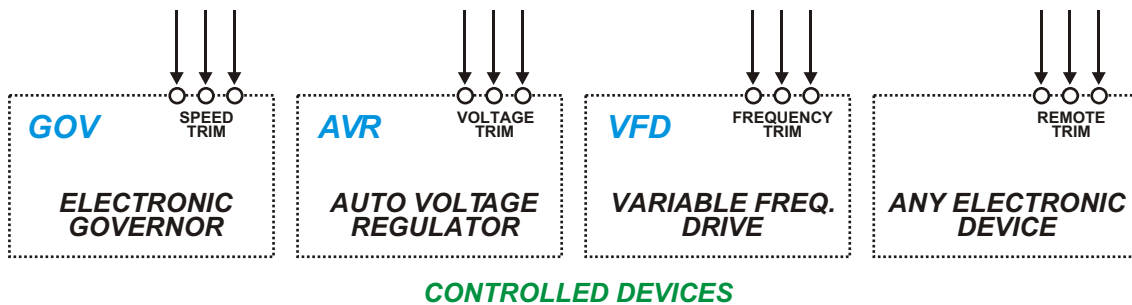 GOV
SPEED
TRIM
ELECTRONIC
GOVERNOR
AVR
VOLTAGE
TRIM
AUTO VOLTAGE
REGULATOR
VFD
FREQUENCY
TRIM
VARIABLE FREQ.
DRIVE
REMOTE
TRIM
ANY ELECTRONIC
DEVICE
CONTROLLED DEVICES